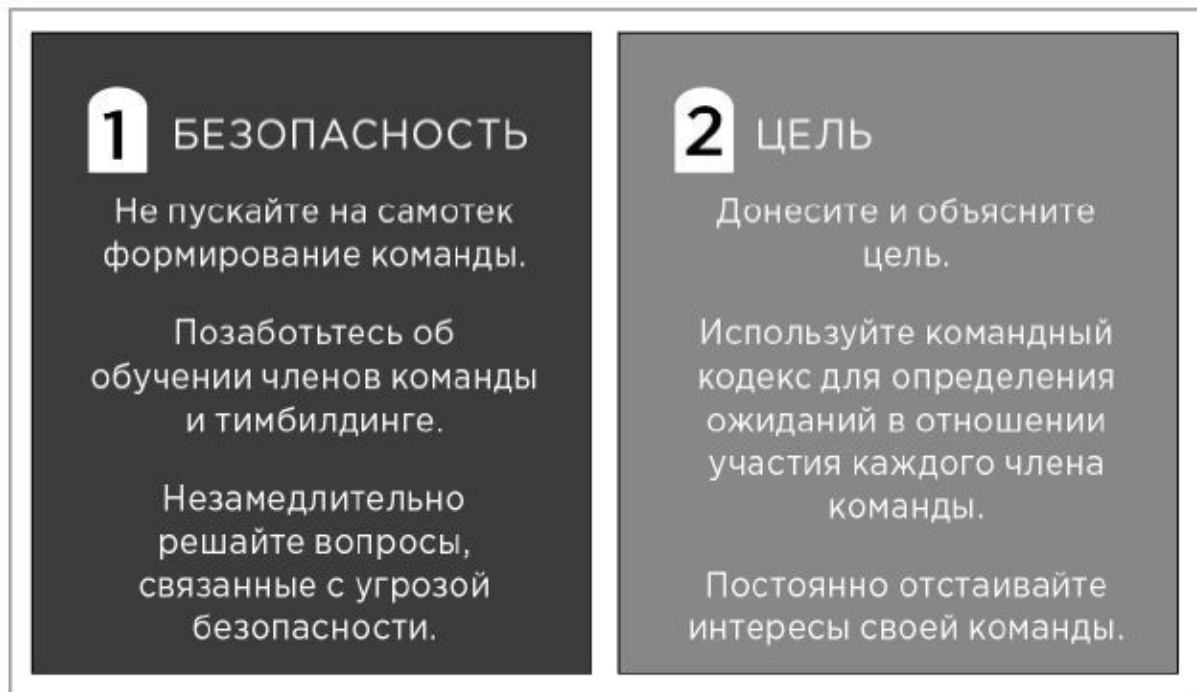 1 БЕЗОПАСНОСТЬ
Не пускайте на самотек
формирование команды.
Позаботьтесь об
обучении членов команды
и тимбилдинге.
Незамедлительно
решайте вопросы,
связанные с угрозой
безопасности.
2 ЦЕЛЬ
Донесите и объясните
цель.
Используйте командный
кодекс для определения
ожиданий в отношении
участия каждого члена
команды.
Постоянно отстаивайте
интересы своей команды.